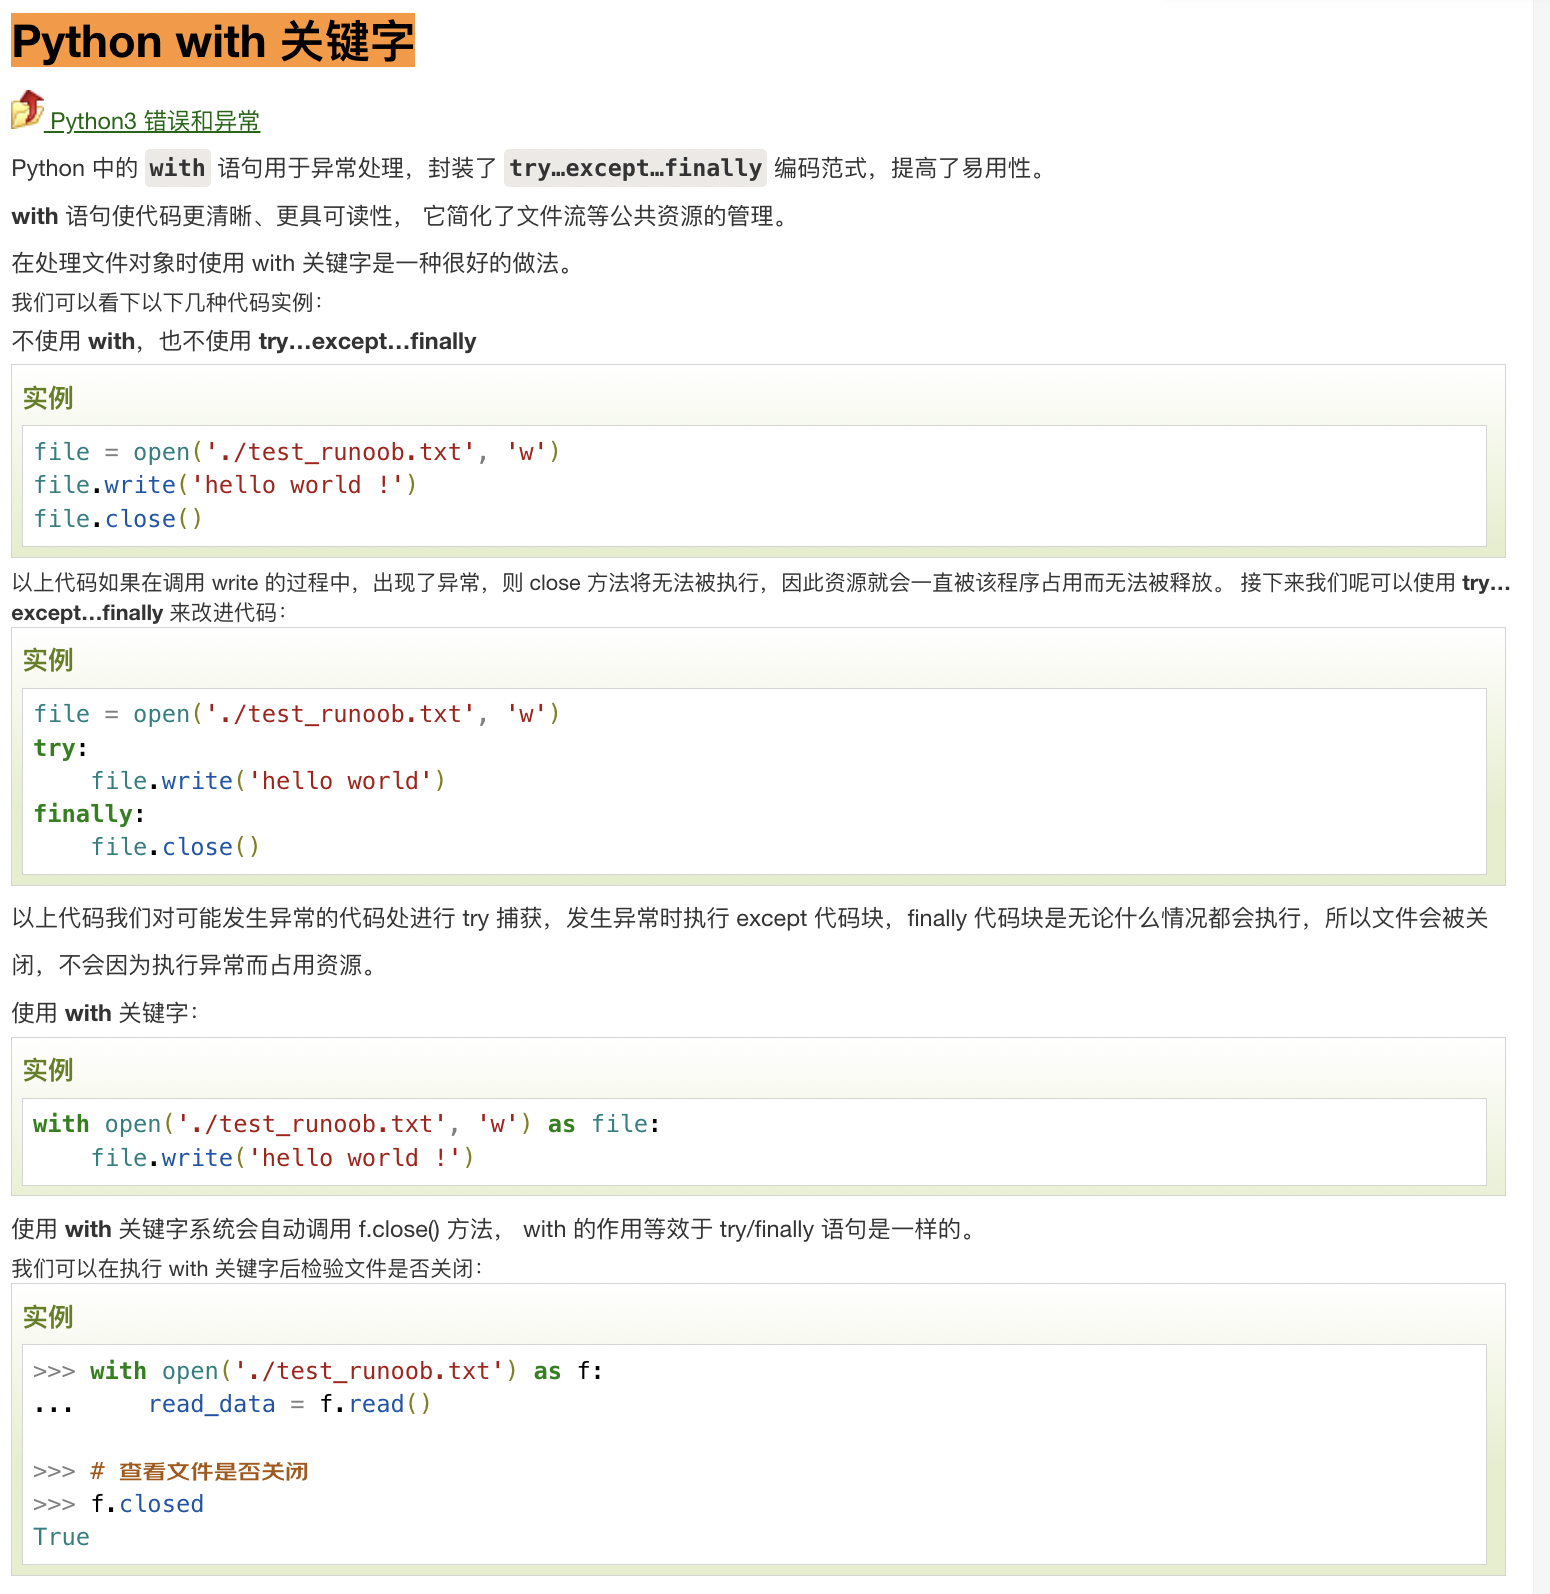 Python with 关键字
Python3 错误和异常
Python 中的 with 语句用于异常处理，封装了 try…except…finally 编码范式，提高了易用性。
with 语句使代码更清晰、更具可读性， 它简化了文件流等公共资源的管理。
在处理文件对象时使用 with 关键字是一种很好的做法。
我们可以看下以下几种代码实例：
不使用 with，也不使用 try…except…finally
实例
file = open('./test_runoob.txt', 'w')
file.write('hello world !')
file.close()
以上代码如果在调用 write 的过程中，出现了异常，则 close 方法将无法被执行，因此资源就会一直被该程序占用而无法被释放。 接下来我们呢可以使用 try…
except…finally 来改进代码：
实例
file = open('./test_runoob.txt', 'w')
try:
    file.write('hello world')
finally:
    file.close()
以上代码我们对可能发生异常的代码处进行 try 捕获，发生异常时执行 except 代码块，finally 代码块是无论什么情况都会执行，所以文件会被关
闭，不会因为执行异常而占用资源。
使用 with 关键字：
实例
with open('./test_runoob.txt', 'w') as file:
    file.write('hello world !')
使用 with 关键字系统会自动调用 f.close() 方法， with 的作用等效于 try/finally 语句是一样的。
我们可以在执行 with 关键字后检验文件是否关闭：
实例
>>> with open('./test_runoob.txt') as f:
...     read_data = f.read()
>>> # 查看文件是否关闭
>>> f.closed
True